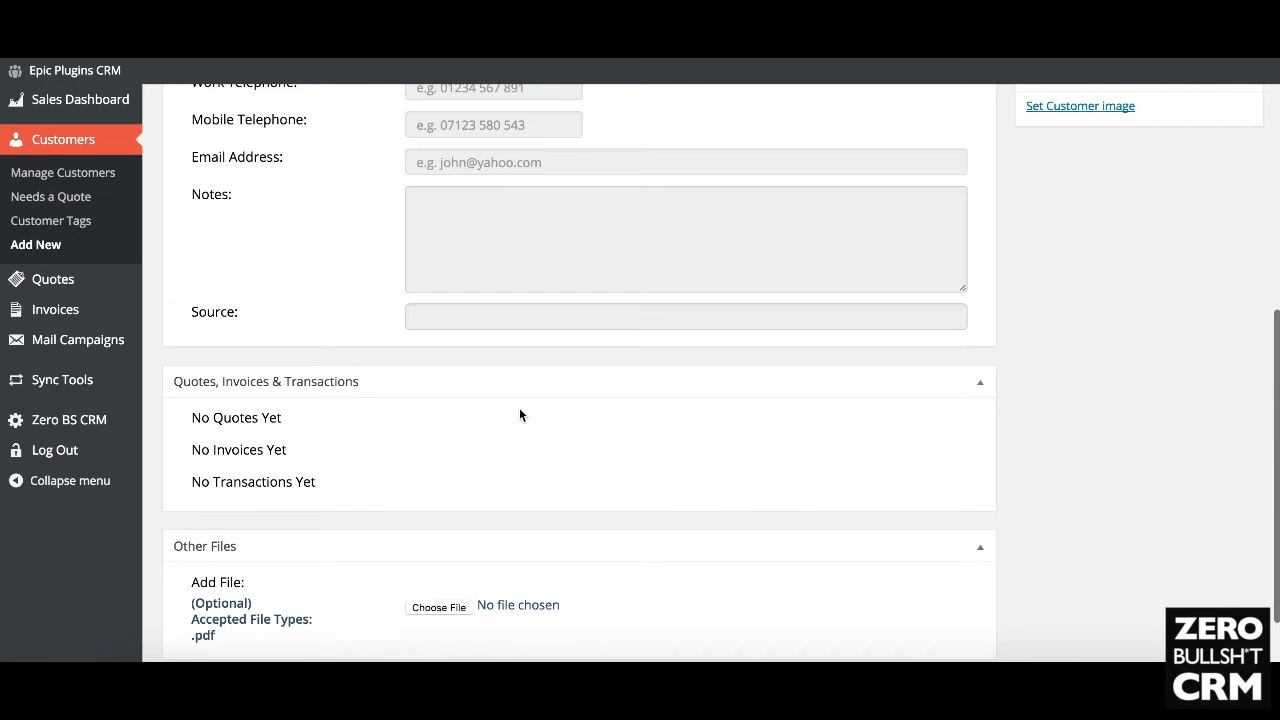 Epic Plugins CRM
Sales Dashboard
Customers
Manage Customers
Needs a Quote
Customer Tags
Add New
Quotes
Invoices
Mail Campaigns
Sync Tools
Zero BS CRM
Log Out
Collapse menu
Work Telephone:
e.g. 01234 567 891
Mobile Telephone:
e.g. 07123 580 543
Email Address:
e.g. john@yahoo.com
Notes:
Source:
Quotes, Invoices & Transactions
No Quotes Yet
No Invoices Yet
No Transactions Yet
Other Files
Add File:
(Optional)
Accepted File Types:
.pdf
Choose File No file chosen
Set Customer image
ZERO
BULLSH*T
CRM